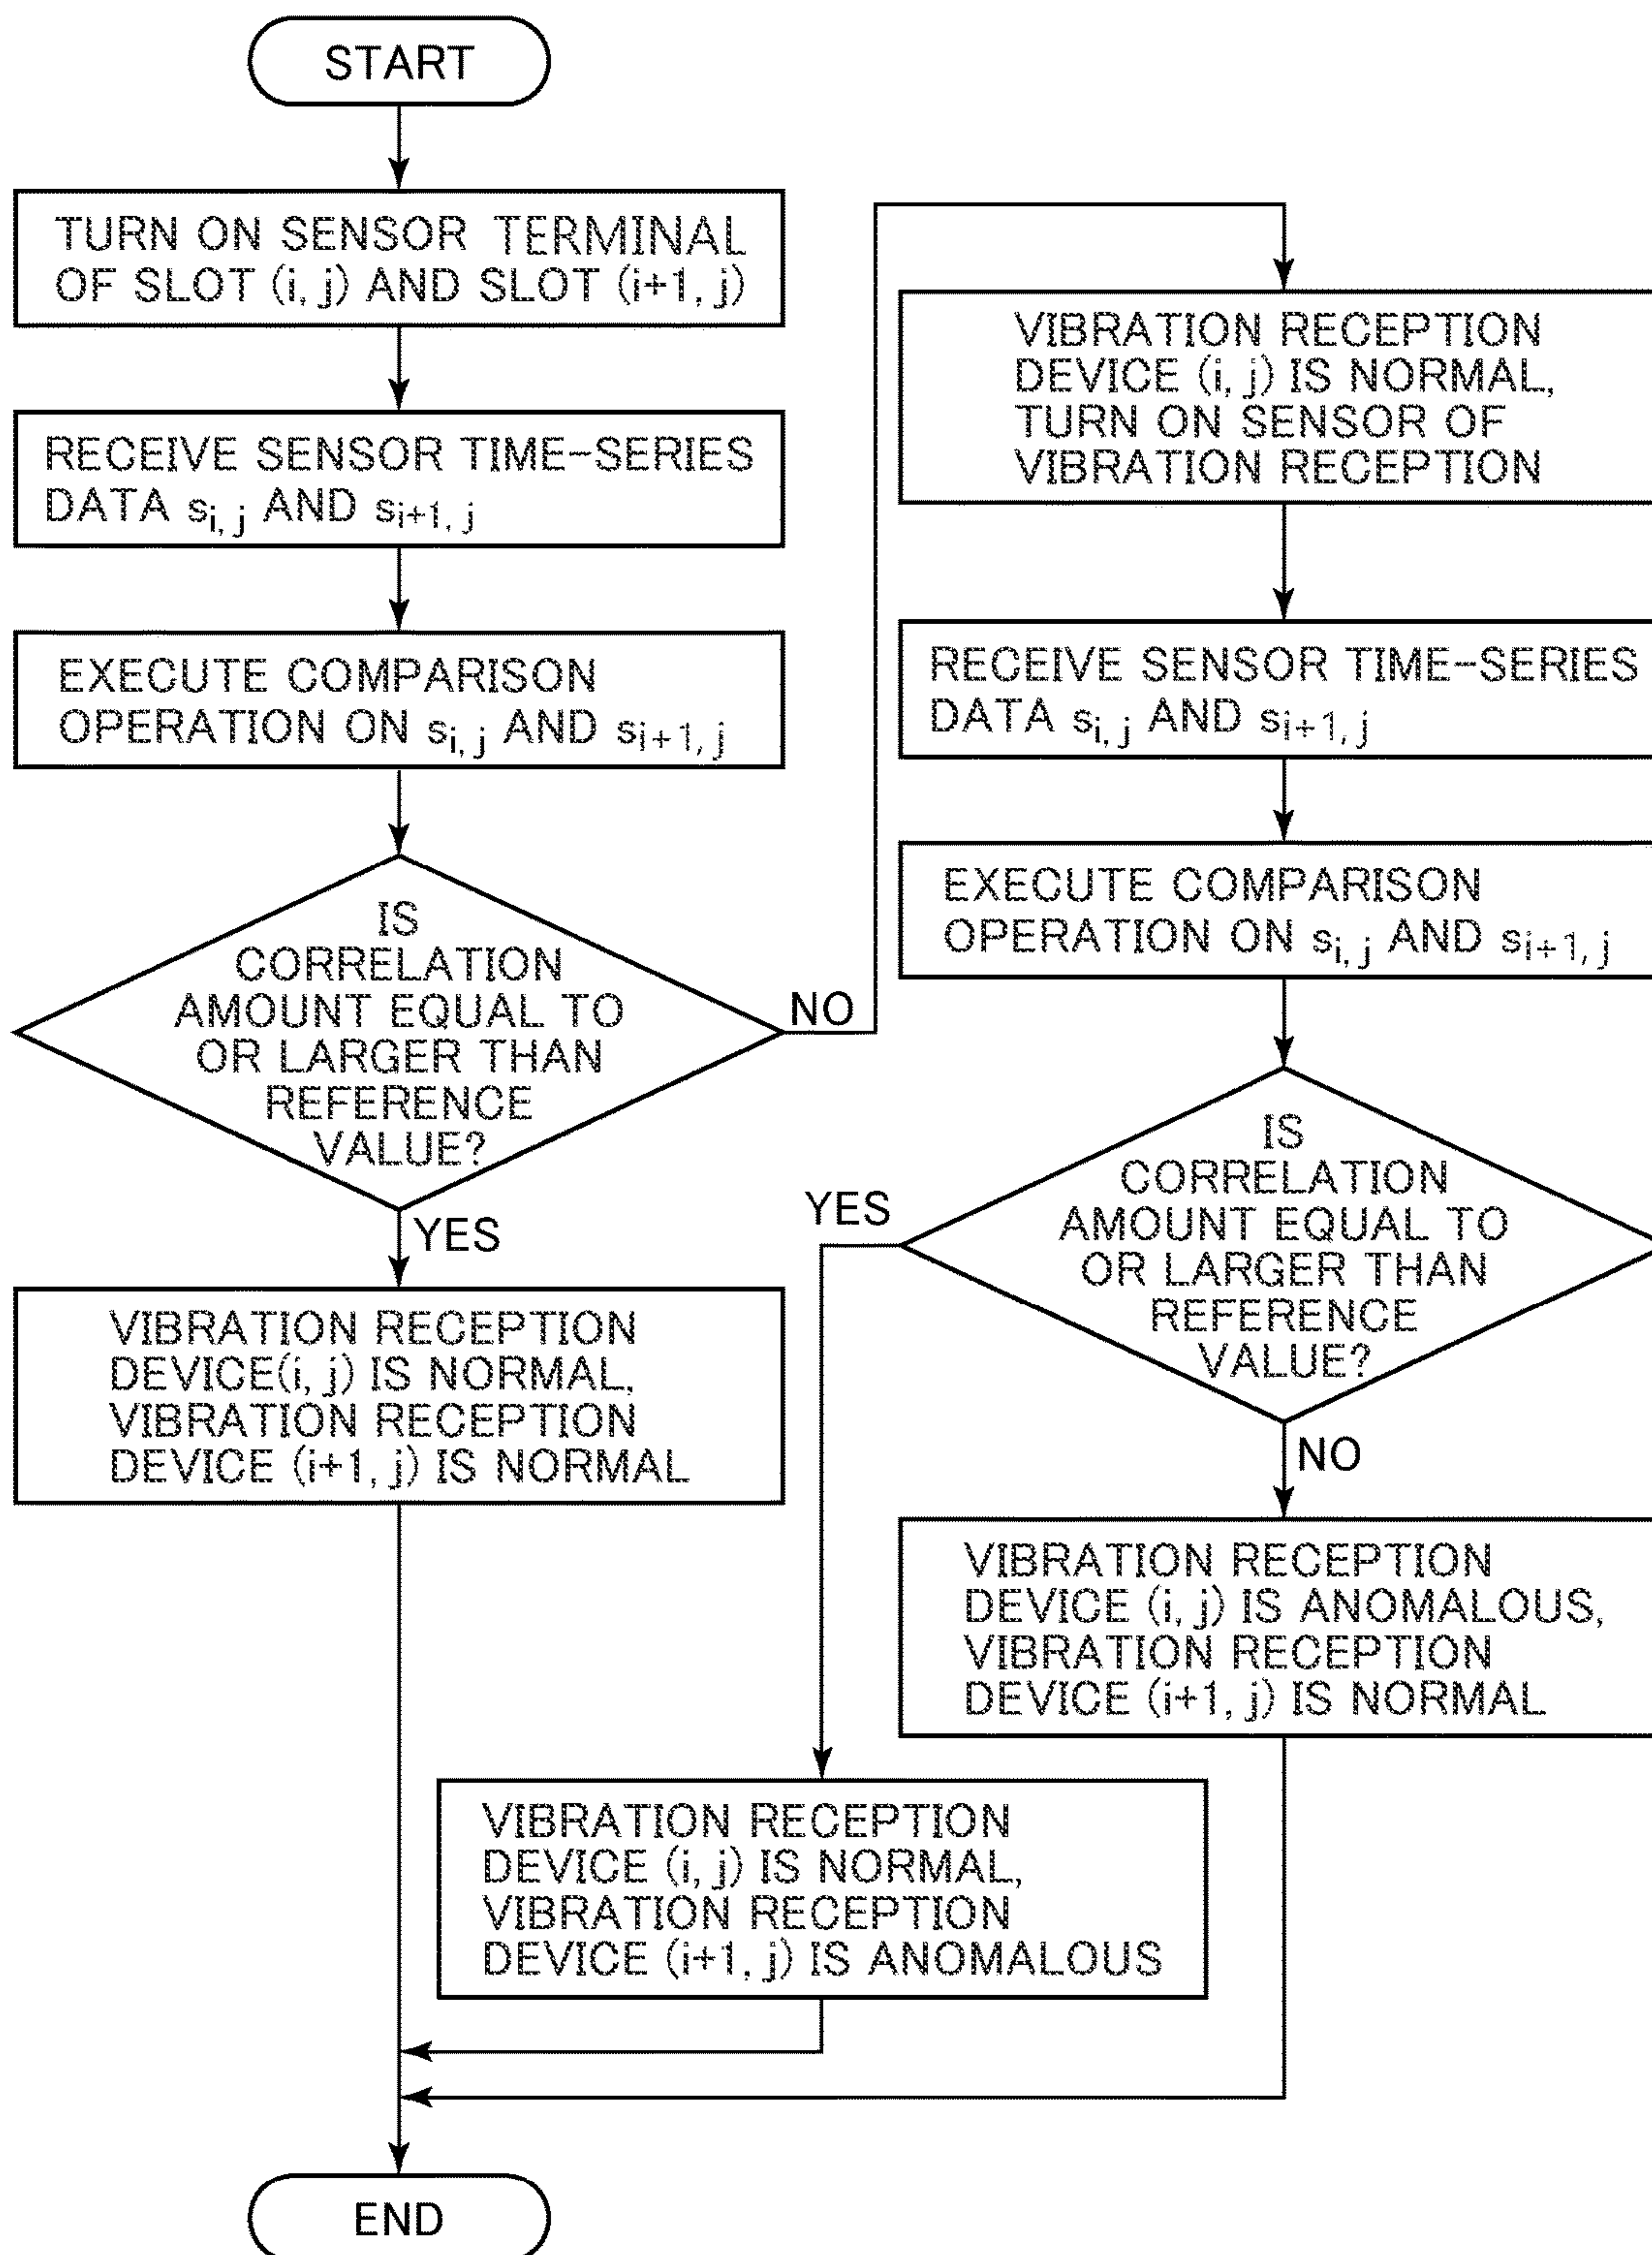 START
TURN ON SENSOR TERMINAL
OF SLOT (i, j) AND SLOT (i+1, j)
RECEIVE SENSOR TIME-SERIES
DATA si, j AND si+1, j
EXECUTE COMPARISON
OPERATION ON si, j AND si+1, j
IS
CORRELATION
AMOUNT EQUAL TO
OR LARGER THAN
REFERENCE
VALUE?
NO
YES
VIBRATION RECEPTION
DEVICE(i, j) IS NORMAL,
VIBRATION RECEPTION
DEVICE (i+1, j) IS NORMAL
VIBRATION RECEPTION
DEVICE (i, j) IS NORMAL,
TURN ON SENSOR OF
VIBRATION RECEPTION
RECEIVE SENSOR TIME-SERIES
DATA si, j AND si+1, j
EXECUTE COMPARISON
OPERATION ON si, j AND si+1, j
IS
CORRELATION
AMOUNT EQUAL TO
OR LARGER THAN
REFERENCE
VALUE?
YES
NO
VIBRATION RECEPTION
DEVICE (i, j) IS ANOMALOUS,
VIBRATION RECEPTION
DEVICE (i+1, j) IS NORMAL
VIBRATION RECEPTION
DEVICE (i, j) IS NORMAL,
VIBRATION RECEPTION
DEVICE (i+1, j) IS ANOMALOUS
END